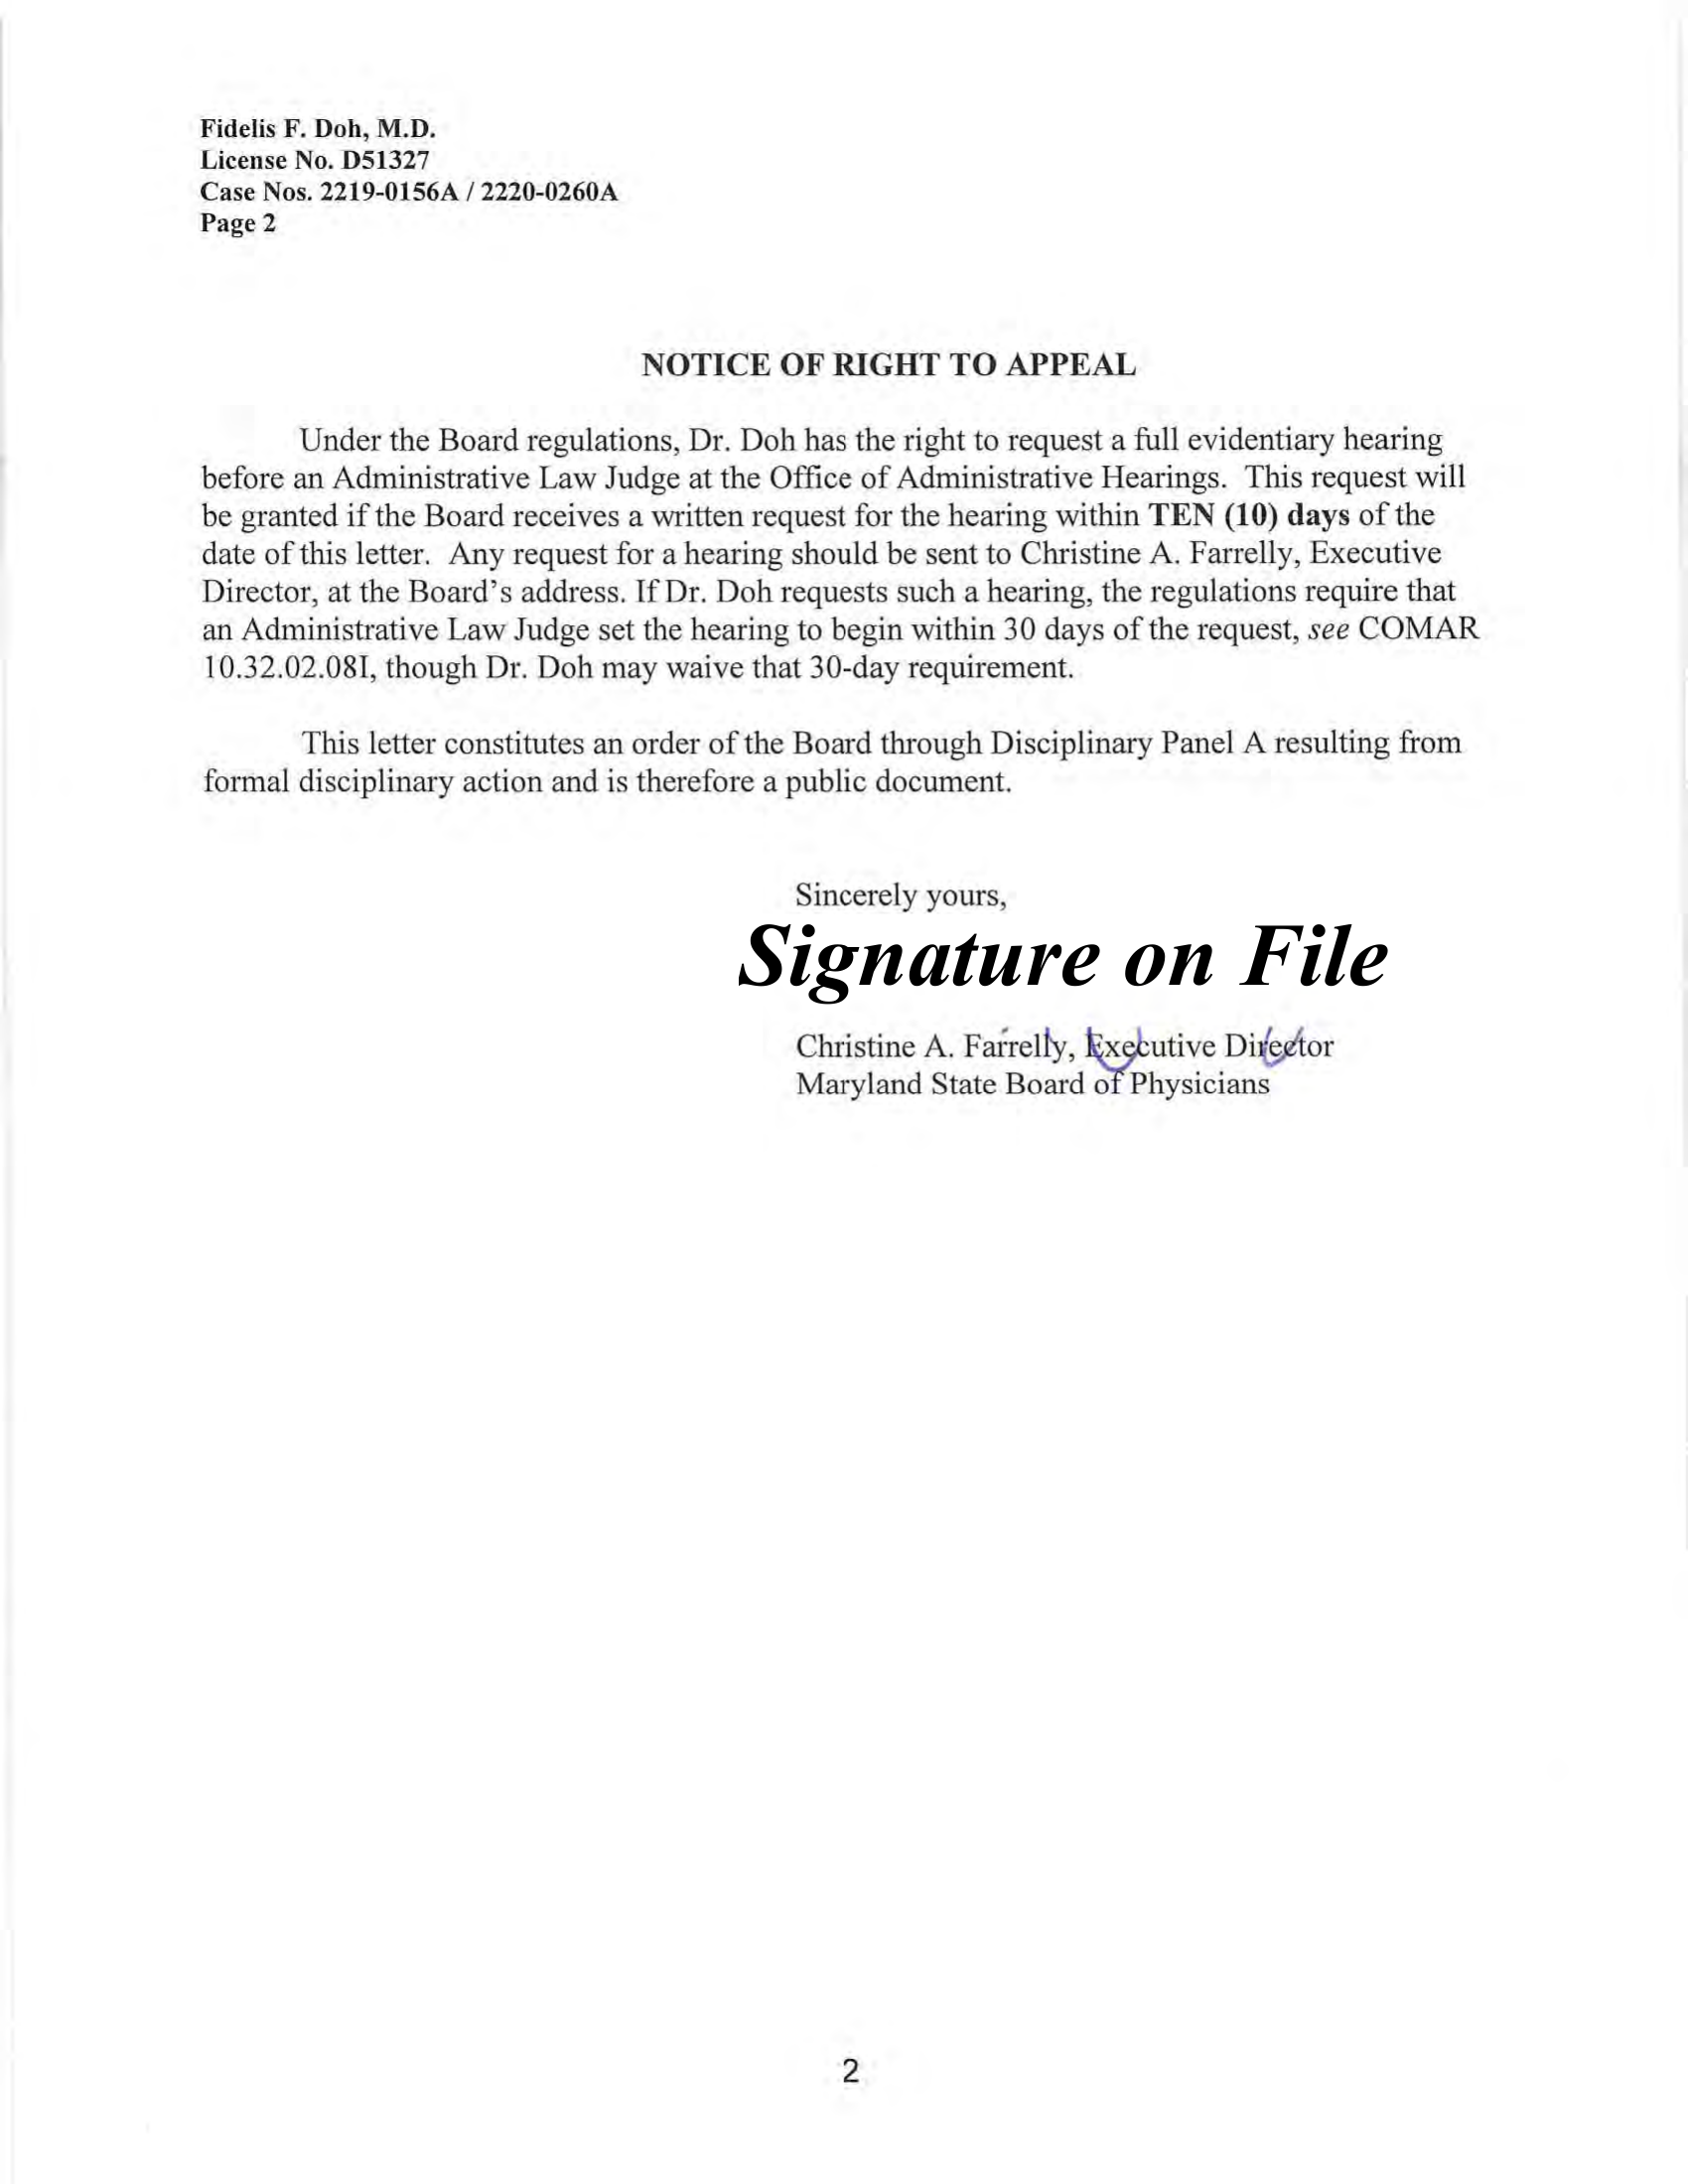 Fidelis F. Doh, M.D.
License No. D51327
Case Nos. 2219-0156A / 2220-0260A
Page 2
NOTICE OF RIGHT TO APPEAL
Under the Board regulations, Dr. Doh has the right to request a full evidentiary hearing
before an Administrative Law Judge at the Office of Administrative Hearings. This request will
be granted if the Board receives a written request for the hearing within TEN (10) days of the
date of this letter. Any request for a hearing should be sent to Christine A. Farrelly, Executive
Director, at the Board's address. If Dr. Doh requests such a hearing, the regulations require that
an Administrative Law Judge set the hearing to begin within 30 days of the request, see COMAR
10.32.02.08I, though Dr. Doh may waive that 30-day requirement.
This letter constitutes an order of the Board through Disciplinary Panel A resulting from
formal disciplinary action and is therefore a public document.
Sincerely yours,
Signature on File
Christine A. Farrelly, Executive Director
Maryland State Board of Physicians
2